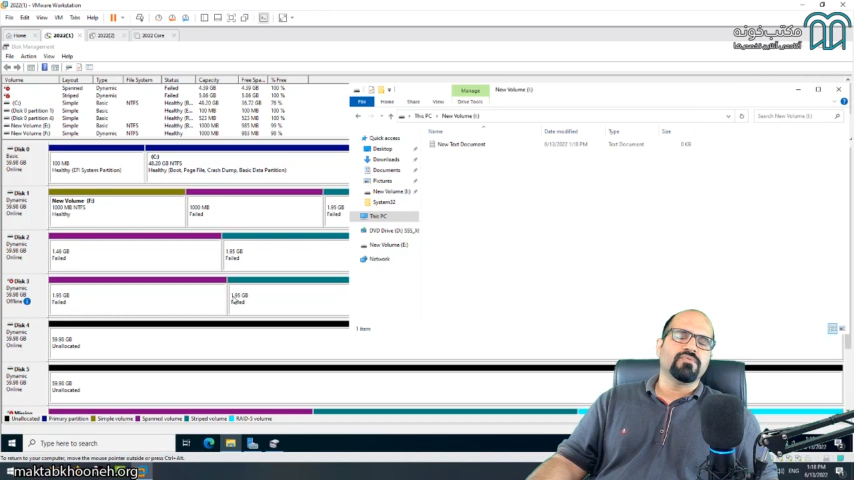 2022(1) - VMware Workstation
File Edit View VM Tabs Help
Home 2022(1) 2022(2) 2022 Core
مکتب‌خونه
Disk Management
File Action View Help
Volume Layout Type File System Status Capacity Free Spa... % Free
Spanned Dynamic Failed 4.39 GB 4.39 GB 100 %
Striped Dynamic Failed 5.86 GB 5.86 GB 100 %
(C:) Simple Basic NTFS Healthy (B... 48.20 GB 36.72 GB 76 %
(Disk 0 partition 1) Simple Basic Healthy (E... 100 MB 100 MB 100 %
(Disk 0 partition 4) Simple Basic Healthy (R... 523 MB 523 MB 100 %
New Volume (E:) Simple Basic NTFS Healthy (B... 1000 MB 985 MB 99 %
New Volume (F:) Simple Dynamic NTFS Healthy 1000 MB 983 MB 98 %
Manage New Volume (I:)
File Home Share View Drive Tools
This PC New Volume (I:) Search New Volume (I:)
Name Date modified Type Size
New Text Document 6/13/2022 1:18 PM Text Document 0 KB
Quick access
Desktop
Downloads
Documents
Pictures
New Volume (I:)
System32
This PC
DVD Drive (D:) SSS_X(
New Volume (E:)
Network
1 item
Disk 0
Basic
59.98 GB
Online
100 MB
Healthy (EFI System Partition)
(C:)
48.20 GB NTFS
Healthy (Boot, Page File, Crash Dump, Basic Data Partition)
Disk 1
Dynamic
59.98 GB
Online
New Volume (F:)
1000 MB NTFS
Healthy
1000 MB
Failed
1.95 GB
Failed
Disk 2
Dynamic
59.98 GB
Online
1.46 GB
Failed
1.95 GB
Failed
Disk 3
Dynamic
59.98 GB
Offline
1.95 GB
Failed
1.95 GB
Failed
Disk 4
Dynamic
59.98 GB
Online
59.98 GB
Unallocated
Disk 5
Dynamic
59.98 GB
Online
59.98 GB
Unallocated
Missing
Unallocated Primary partition Simple volume Spanned volume Striped volume RAID-5 volume
Type here to search
6/13/2022
To return to your computer, move the mouse pointer outside or press Ctrl+Alt.
maktabkhooneh.org
ENG
1:18 PM
6/13/2022